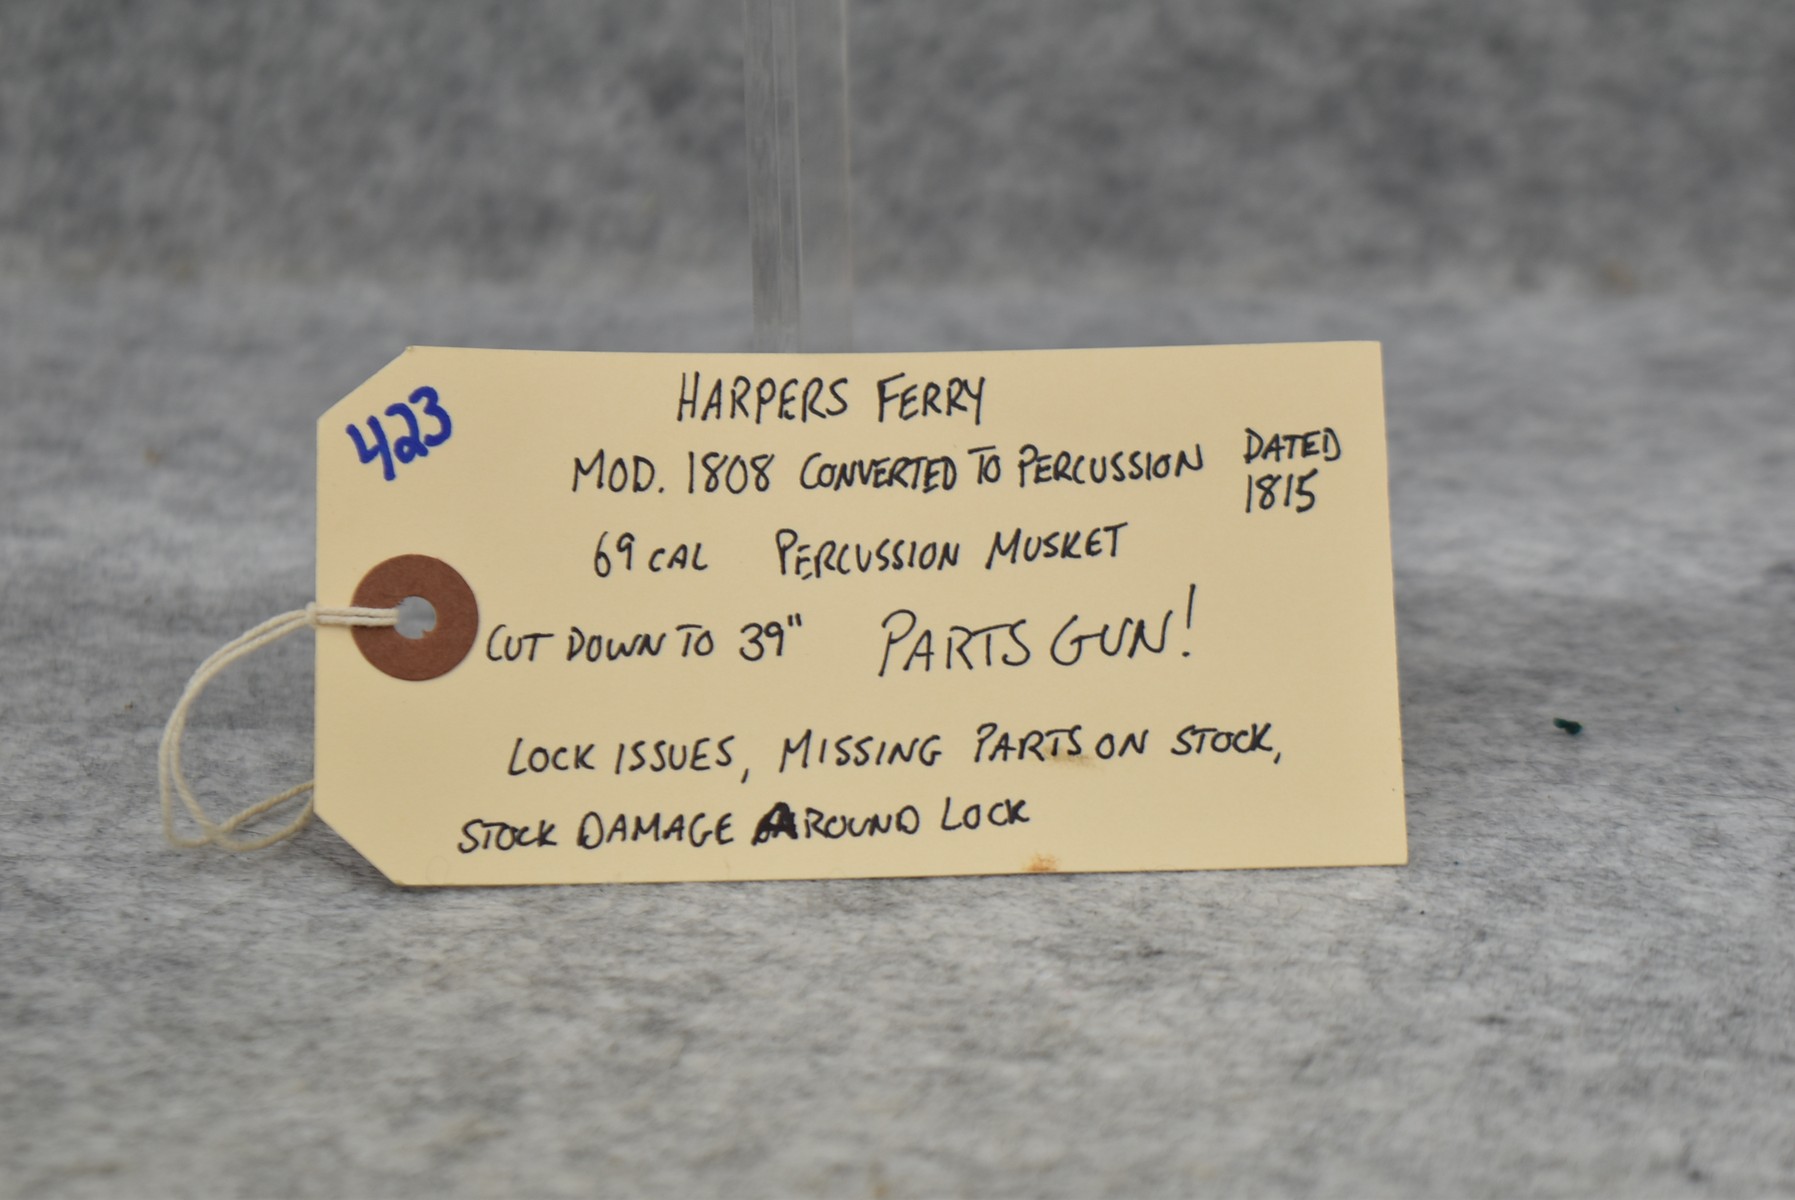 423
HARPERS FERRY
MOD. 1808 CONVERTED TO PERCUSSION DATED
1815
69 CAL PERCUSSION MUSKET
CUT DOWN TO 39" PARTS GUN!
LOCK ISSUES, MISSING PARTS ON STOCK,
STOCK DAMAGE AROUND LOCK